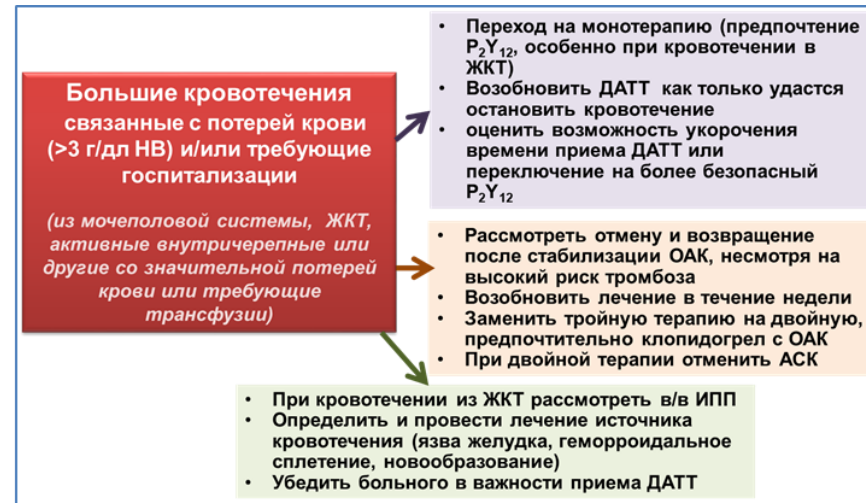 Большие кровотечения
связанные с потерей крови
(>3 г/дл НВ) и/или требующие
госпитализации
(из мочеполовой системы, ЖКТ,
активные внутричерепные или
другие со значительной потерей
крови или требующие
трансфузии)
• Переход на монотерапию (предпочтение
P₂Y₁₂, особенно при кровотечении в
ЖКТ)
• Возобновить ДАТТ как только удастся
остановить кровотечение
• оценить возможность укорочения
времени приема ДАТТ или
переключение на более безопасный
P₂Y₁₂
• Рассмотреть отмену и возвращение
после стабилизации ОАК, несмотря на
высокий риск тромбоза
• Возобновить лечение в течение недели
• Заменить тройную терапию на двойную,
предпочтительно клопидогрел с ОАК
• При двойной терапии отменить АСК
• При кровотечении из ЖКТ рассмотреть в/в ИПП
• Определить и провести лечение источника
кровотечения (язва желудка, геморроидальное
сплетение, новообразование)
• Убедить больного в важности приема ДАТТ